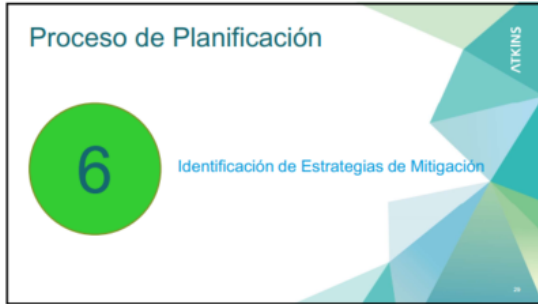 Proceso de Planificación
ATKINS
6
Identificación de Estrategias de Mitigación